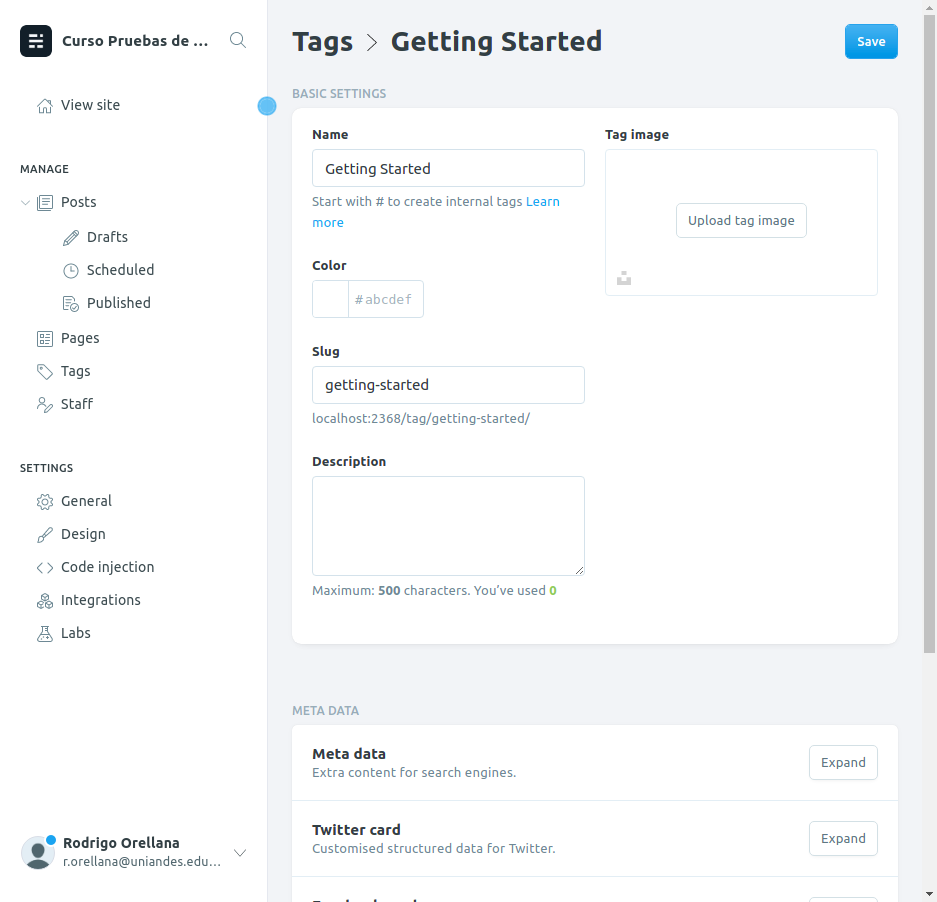 Curso Pruebas de ...
View site
MANAGE
Posts
Drafts
Scheduled
Published
Pages
Tags
Staff
SETTINGS
General
Design
Code injection
Integrations
Labs
Rodrigo Orellana
r.orellana@uniandes.edu...
Tags > Getting Started
Save
BASIC SETTINGS
Name
Getting Started
Start with # to create internal tags Learn
more
Color
#abcdef
Slug
getting-started
localhost:2368/tag/getting-started/
Description
Maximum: 500 characters. You’ve used 0
Tag image
Upload tag image
META DATA
Meta data
Extra content for search engines.
Expand
Twitter card
Customised structured data for Twitter.
Expand